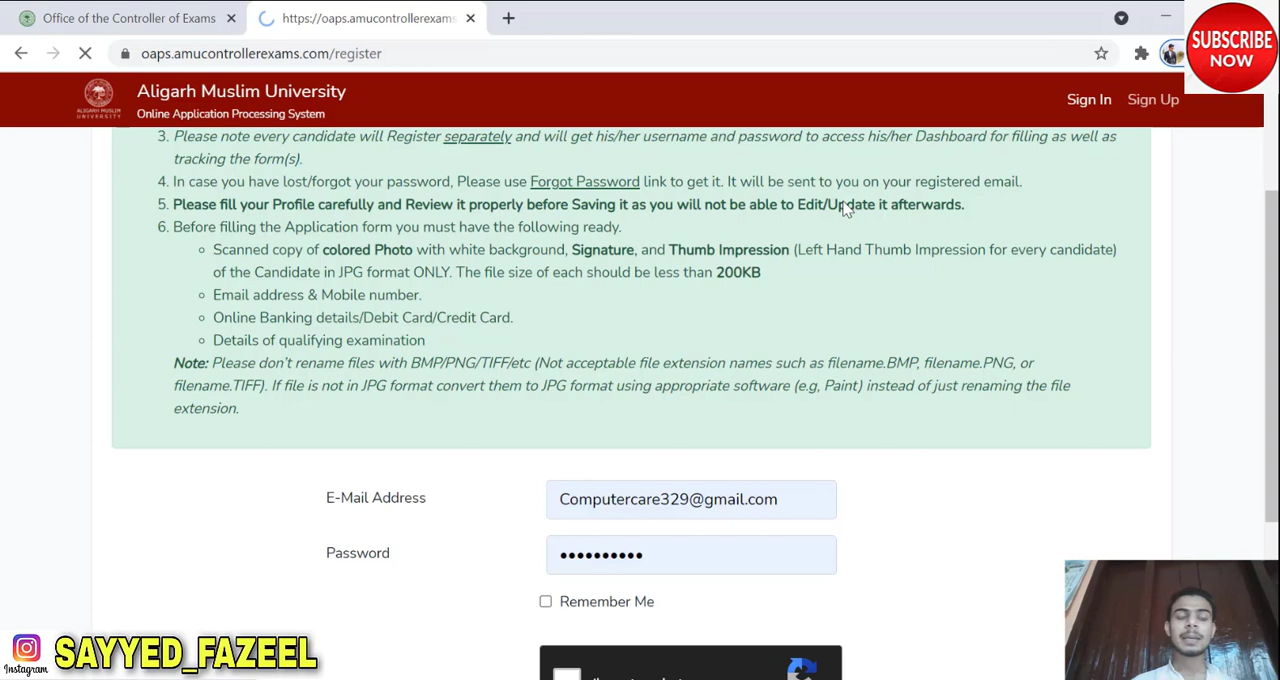 Office of the Controller of Exams
https://oaps.amucontrollerexams
oaps.amucontrollerexams.com/register
SUBSCRIBE
NOW
ALIGARH MUSLIM
UNIVERSITY
Aligarh Muslim University
Online Application Processing System
Sign In
Sign Up
3. Please note every candidate will Register separately and will get his/her username and password to access his/her Dashboard for filling as well as
tracking the form(s).
4. In case you have lost/forgot your password, Please use Forgot Password link to get it. It will be sent to you on your registered email.
5. Please fill your Profile carefully and Review it properly before Saving it as you will not be able to Edit/Update it afterwards.
6. Before filling the Application form you must have the following ready.
Scanned copy of colored Photo with white background, Signature, and Thumb Impression (Left Hand Thumb Impression for every candidate)
of the Candidate in JPG format ONLY. The file size of each should be less than 200KB
Email address & Mobile number.
Online Banking details/Debit Card/Credit Card.
Details of qualifying examination
Note: Please don't rename files with BMP/PNG/TIFF/etc (Not acceptable file extension names such as filename.BMP, filename.PNG, or
filename.TIFF). If file is not in JPG format convert them to JPG format using appropriate software (e.g, Paint) instead of just renaming the file
extension.
E-Mail Address
Computercare329@gmail.com
Password
Remember Me
Instagram
SAYYED_FAZEEL